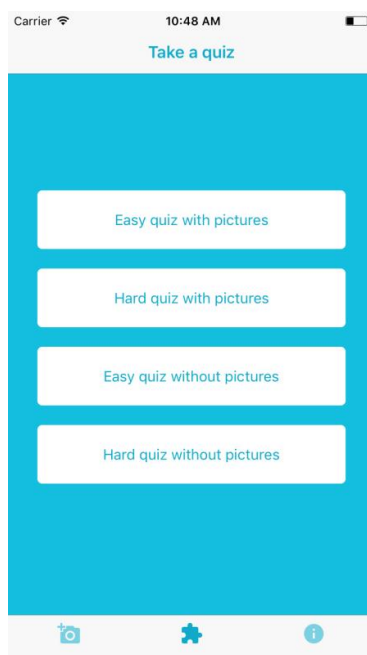 Carrier 10:48 AM
Take a quiz
Easy quiz with pictures
Hard quiz with pictures
Easy quiz without pictures
Hard quiz without pictures